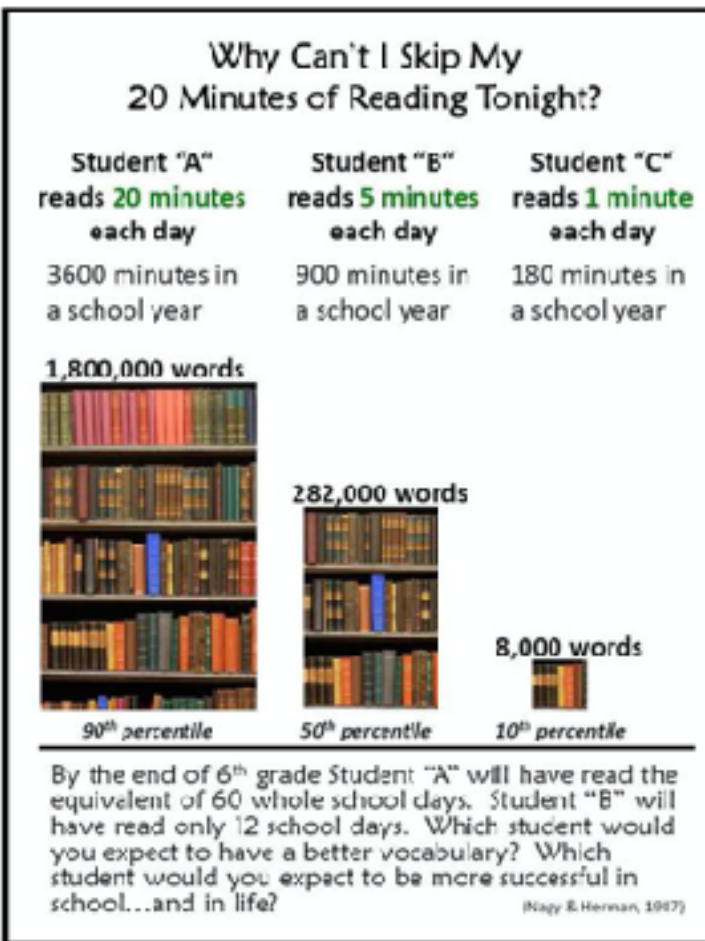 Why Can't I Skip My
20 Minutes of Reading Tonight?
Student "A"
reads 20 minutes
each day
3600 minutes in
a school year
1,800,000 words
90th percentile
Student "B"
reads 5 minutes
each day
900 minutes in
a school year
282,000 words
50th percentile
Student "C"
reads 1 minute
each day
180 minutes in
a school year
8,000 words
10th percentile
By the end of 6th grade Student "A" will have read the
equivalent of 60 whole school days. Student "B" will
have read only 12 school days. Which student would
you expect to have a better vocabulary? Which
student would you expect to be more successful in
school...and in life?
(Nagy & Herman, 1987)